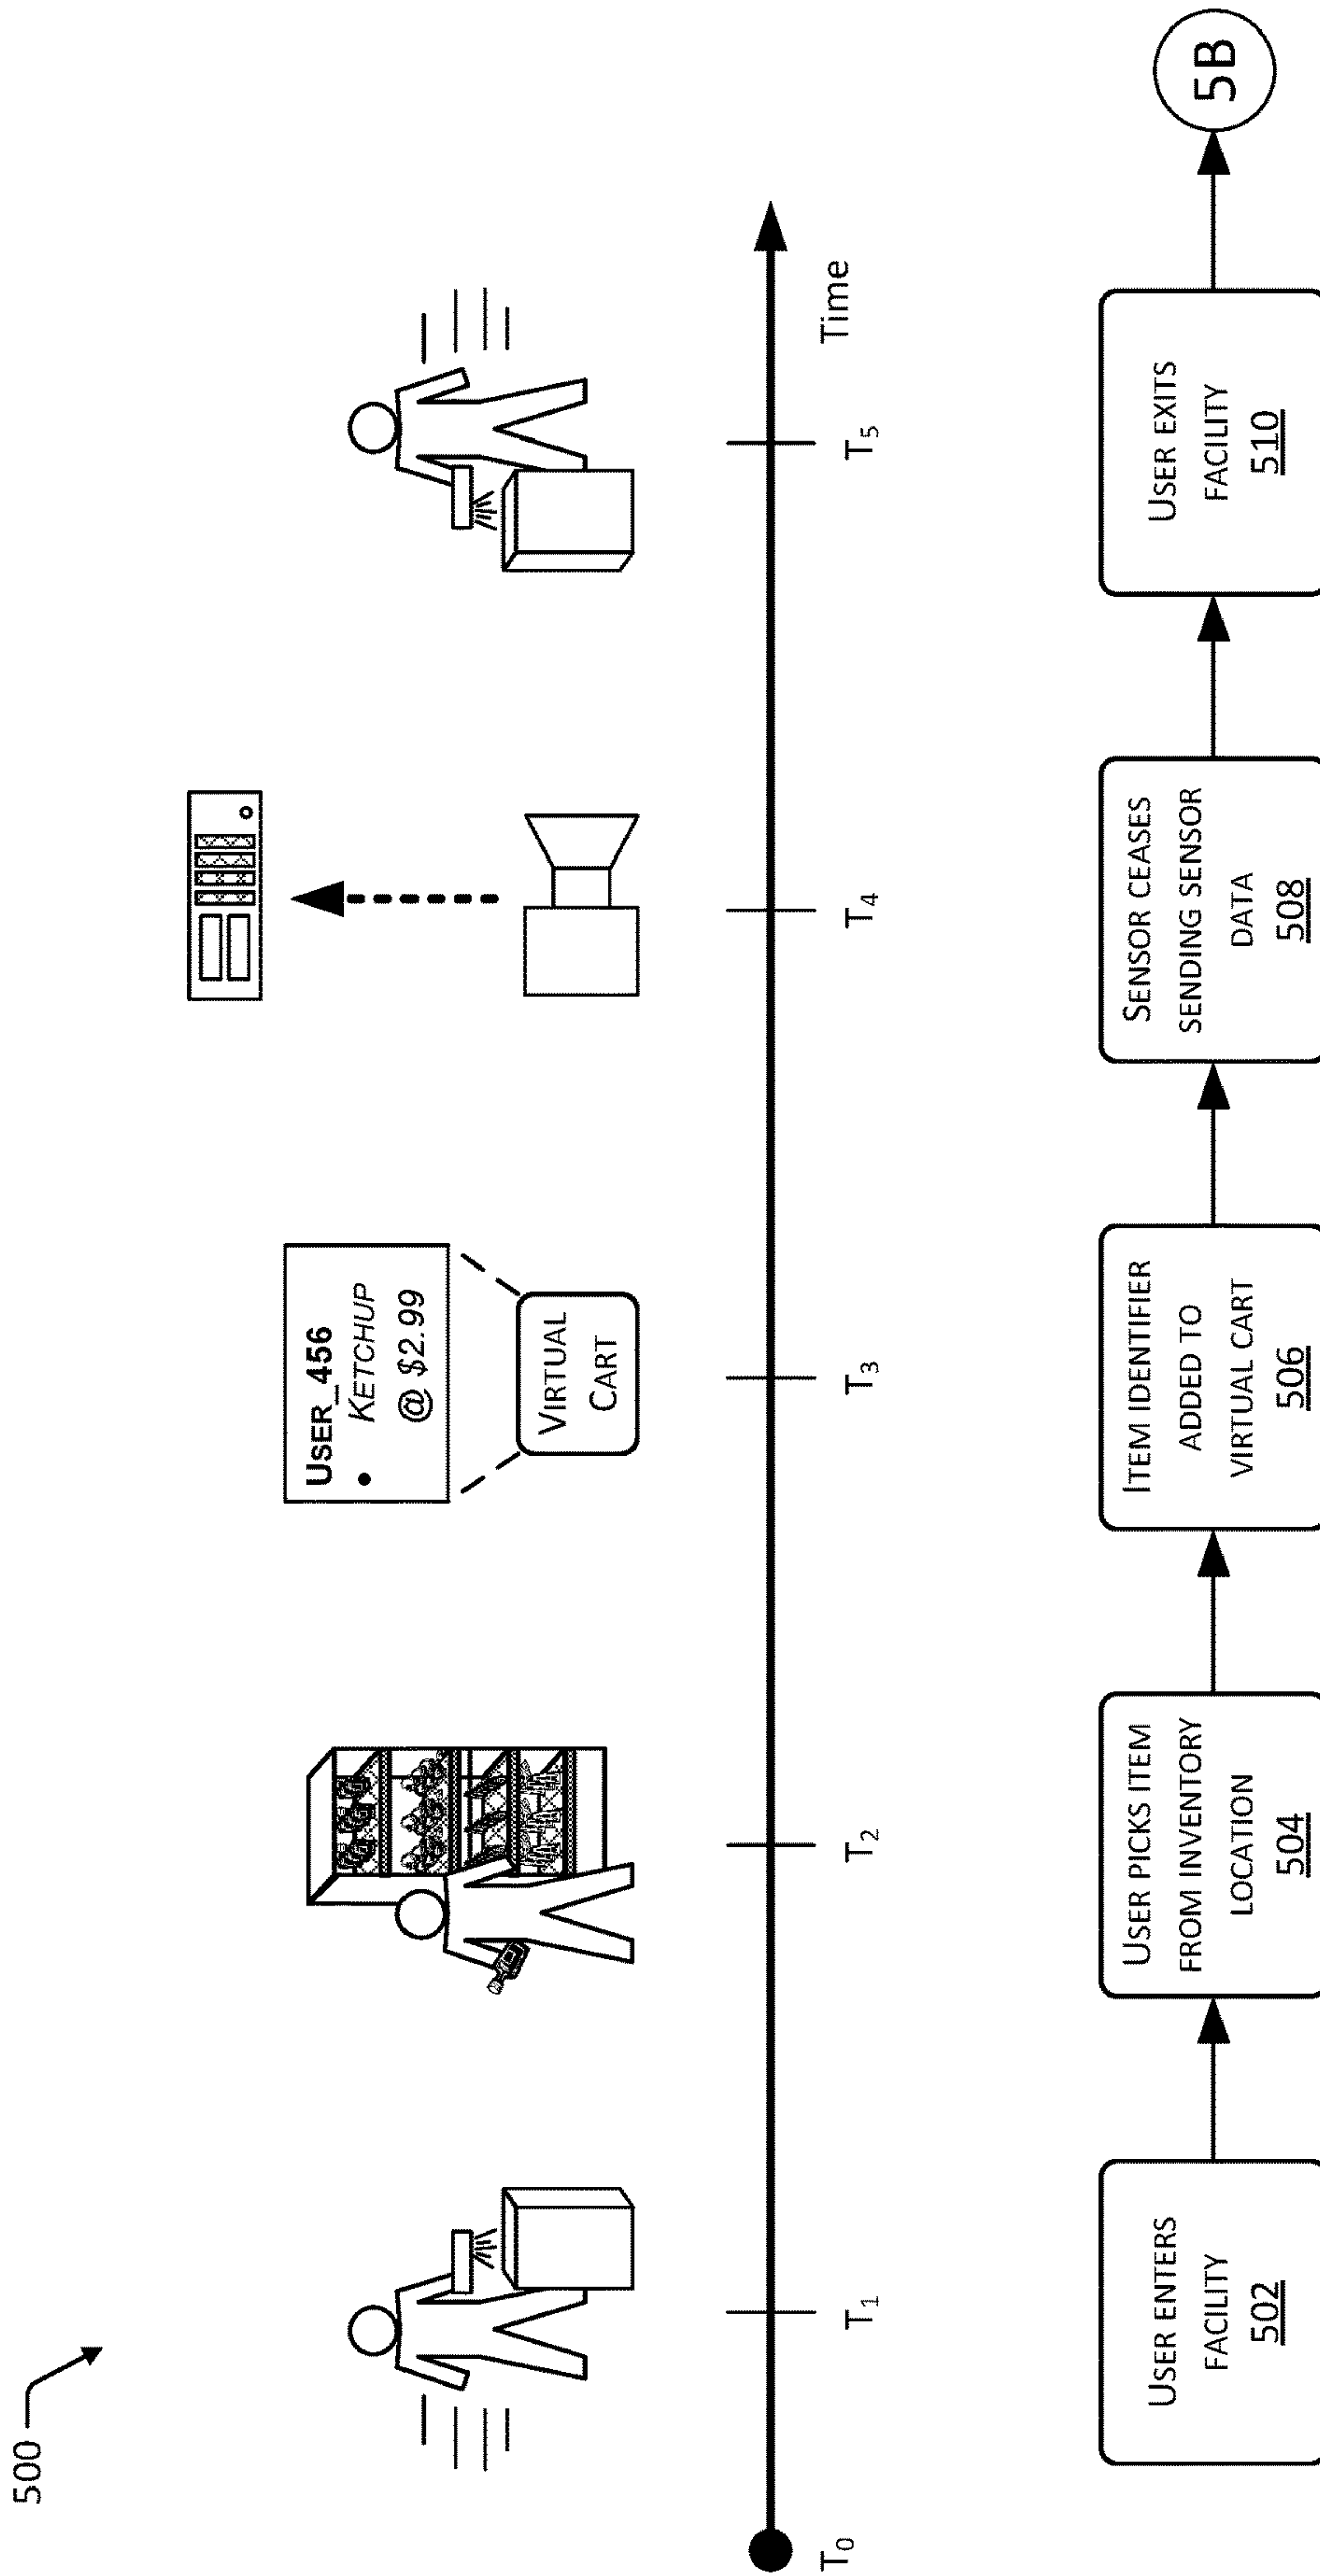 500
USER_456
• KETCHUP
@ $2.99
VIRTUAL
CART
T0
T1
T2
T3
T4
T5
Time
USER ENTERS
FACILITY
502
USER PICKS ITEM
FROM INVENTORY
LOCATION
504
ITEM IDENTIFIER
ADDED TO
VIRTUAL CART
506
SENSOR CEASES
SENDING SENSOR
DATA
508
USER EXITS
FACILITY
510
5B